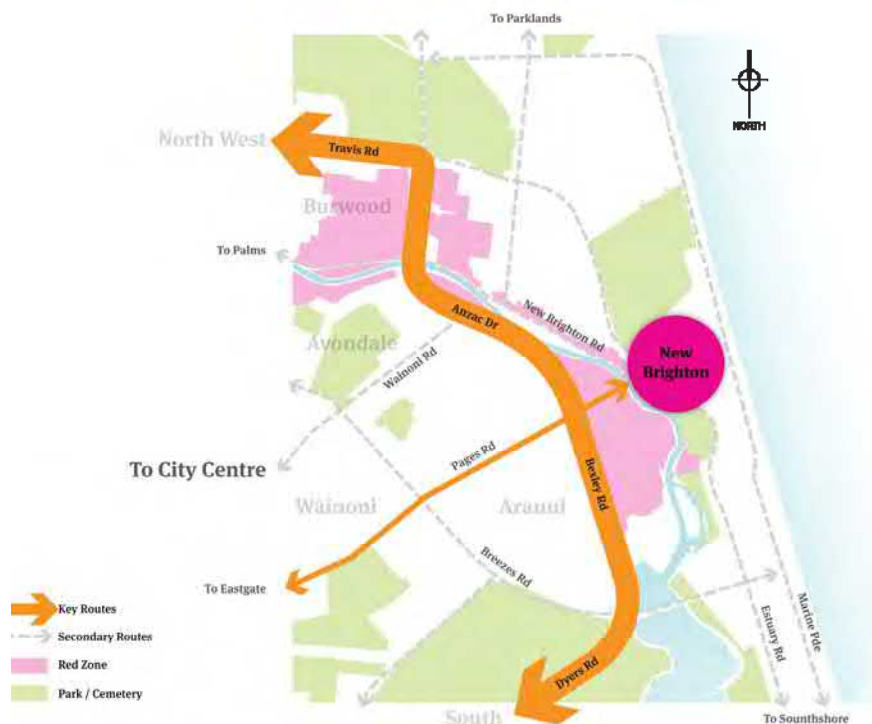 To Parklands
NORTH
North West
Travis Rd
Burwood
To Palms
New Brighton Rd
Anzac Dr
Avondale
Wainoni Rd
New
Brighton
To City Centre
Pages Rd
Bexley Rd
Wainoni
Aranui
Breezes Rd
To Eastgate
Key Routes
Secondary Routes
Red Zone
Park / Cemetery
Estuary Rd
Marine Pde
Dyers Rd
South
To Sounthshore